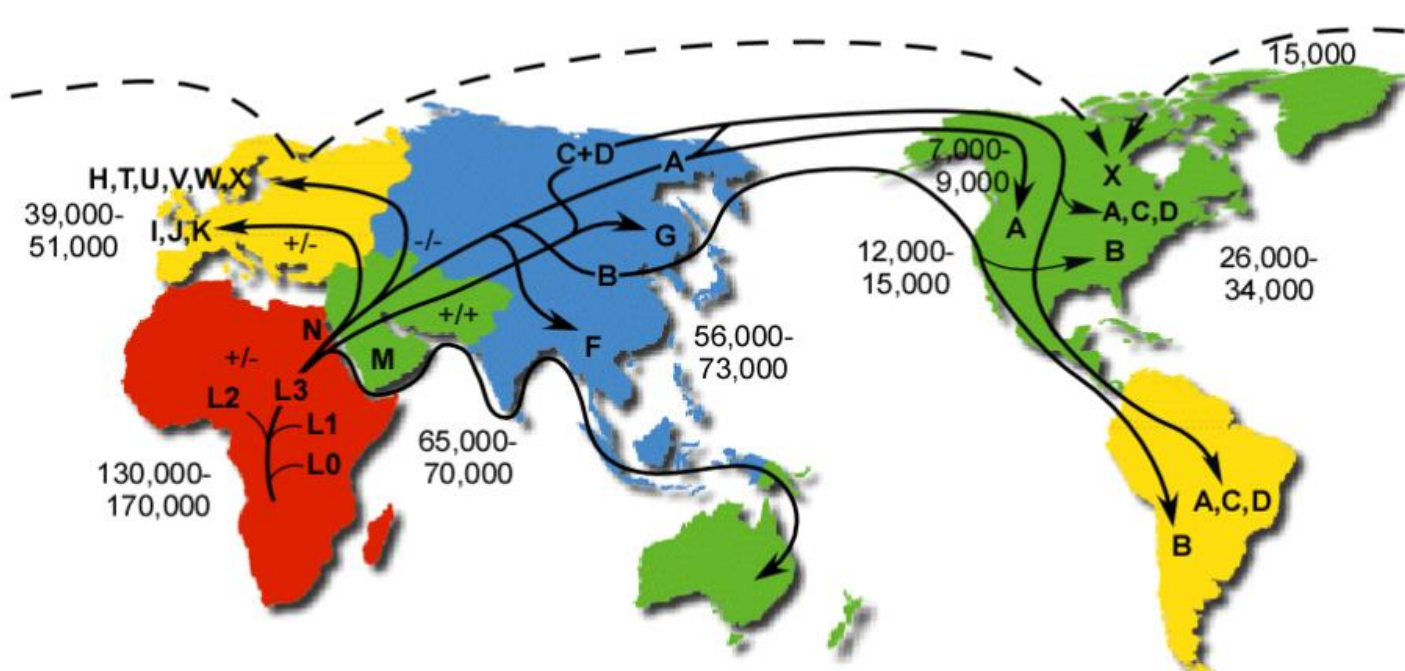 15,000
C+D
A
7,000-
9,000
X
H,T,U,V,W,X
39,000-
51,000
I,J,K
+/-
-/-
G
A
A,C,D
B
B
12,000-
15,000
26,000-
34,000
N
+/+
M
F
56,000-
73,000
+/-
L3
L2
L1
L0
65,000-
70,000
130,000-
170,000
A,C,D
B